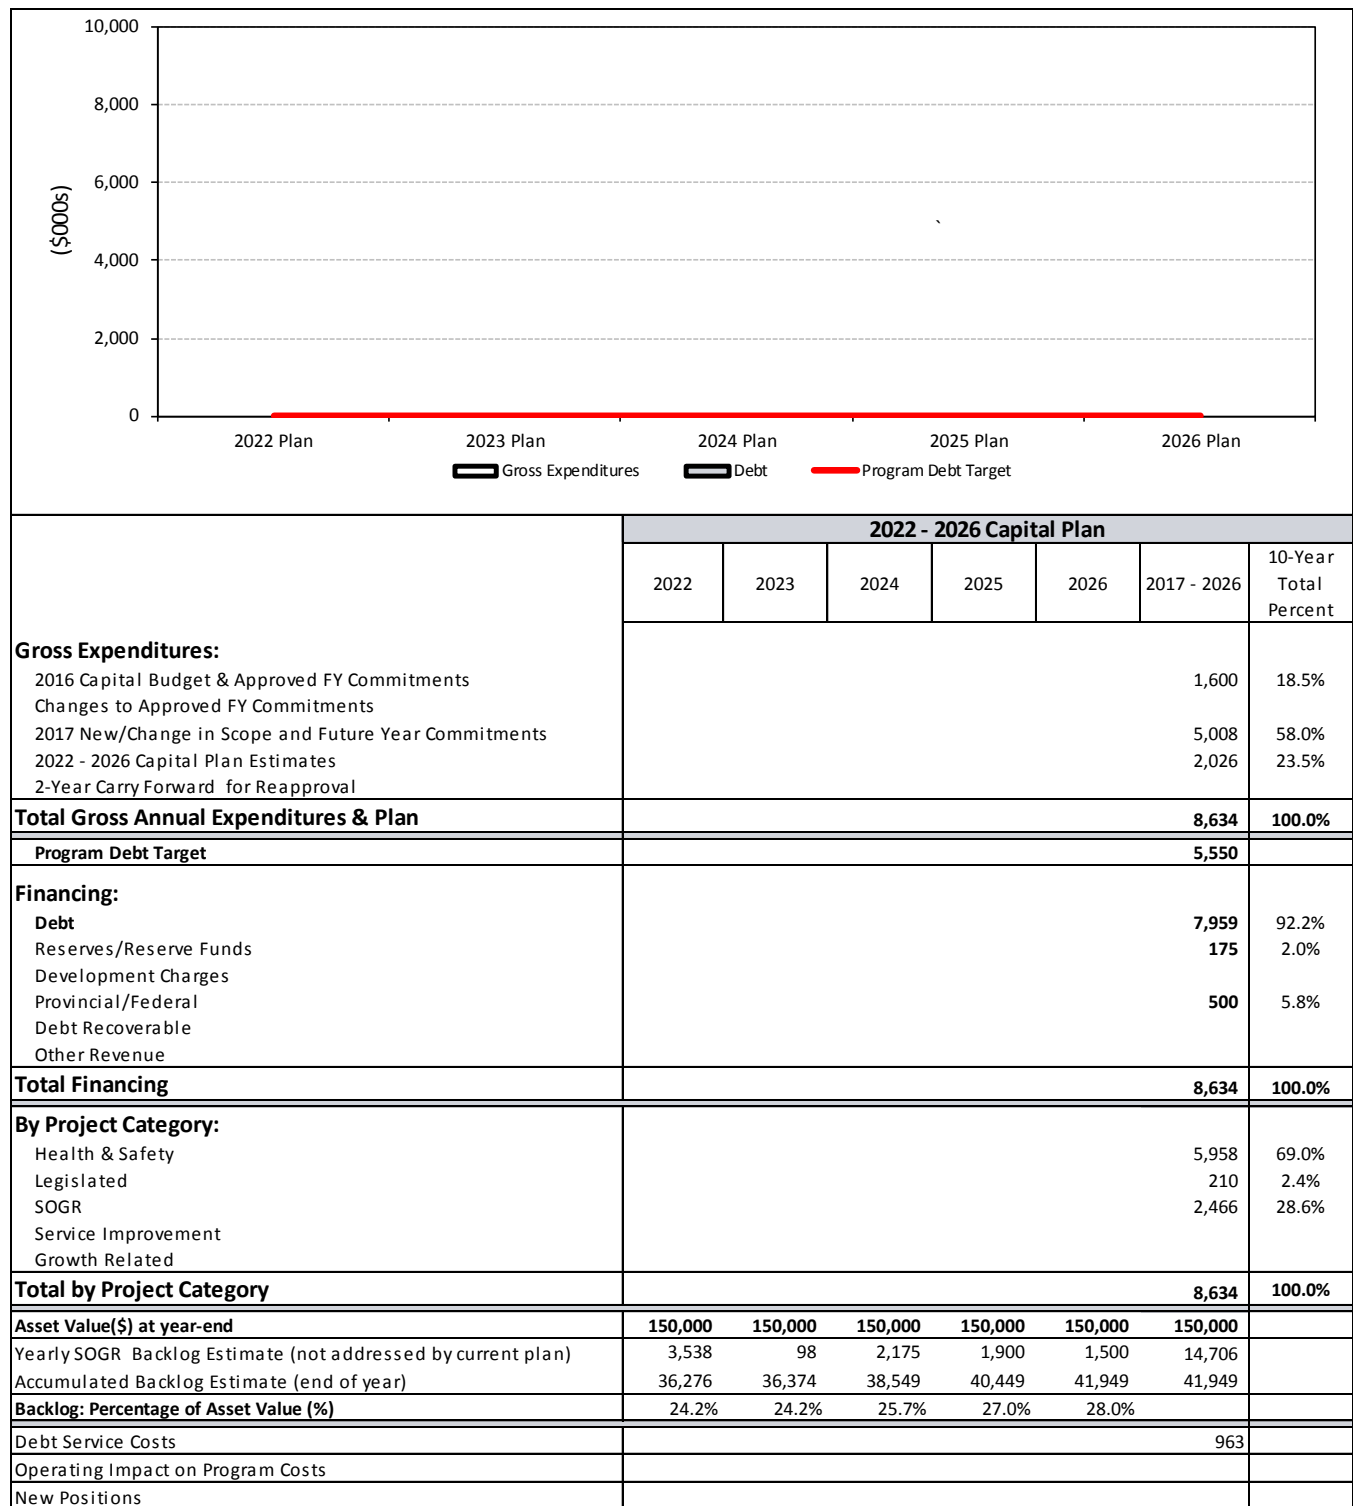 10,000
8,000
6,000
4,000
2,000
0
($000s)
`
2022 Plan 2023 Plan 2024 Plan 2025 Plan 2026 Plan
Gross Expenditures Debt Program Debt Target
2022 - 2026 Capital Plan
2022 2023 2024 2025 2026 2017 - 2026 10-Year Total Percent
Gross Expenditures:
2016 Capital Budget & Approved FY Commitments 1,600 18.5%
Changes to Approved FY Commitments
2017 New/Change in Scope and Future Year Commitments 5,008 58.0%
2022 - 2026 Capital Plan Estimates 2,026 23.5%
2-Year Carry Forward for Reapproval
Total Gross Annual Expenditures & Plan 8,634 100.0%
Program Debt Target 5,550
Financing:
Debt 7,959 92.2%
Reserves/Reserve Funds 175 2.0%
Development Charges
Provincial/Federal 500 5.8%
Debt Recoverable
Other Revenue
Total Financing 8,634 100.0%
By Project Category:
Health & Safety 5,958 69.0%
Legislated 210 2.4%
SOGR 2,466 28.6%
Service Improvement
Growth Related
Total by Project Category 8,634 100.0%
Asset Value($) at year-end 150,000 150,000 150,000 150,000 150,000 150,000
Yearly SOGR Backlog Estimate (not addressed by current plan) 3,538 98 2,175 1,900 1,500 14,706
Accumulated Backlog Estimate (end of year) 36,276 36,374 38,549 40,449 41,949 41,949
Backlog: Percentage of Asset Value (%) 24.2% 24.2% 25.7% 27.0% 28.0%
Debt Service Costs 963
Operating Impact on Program Costs
New Positions